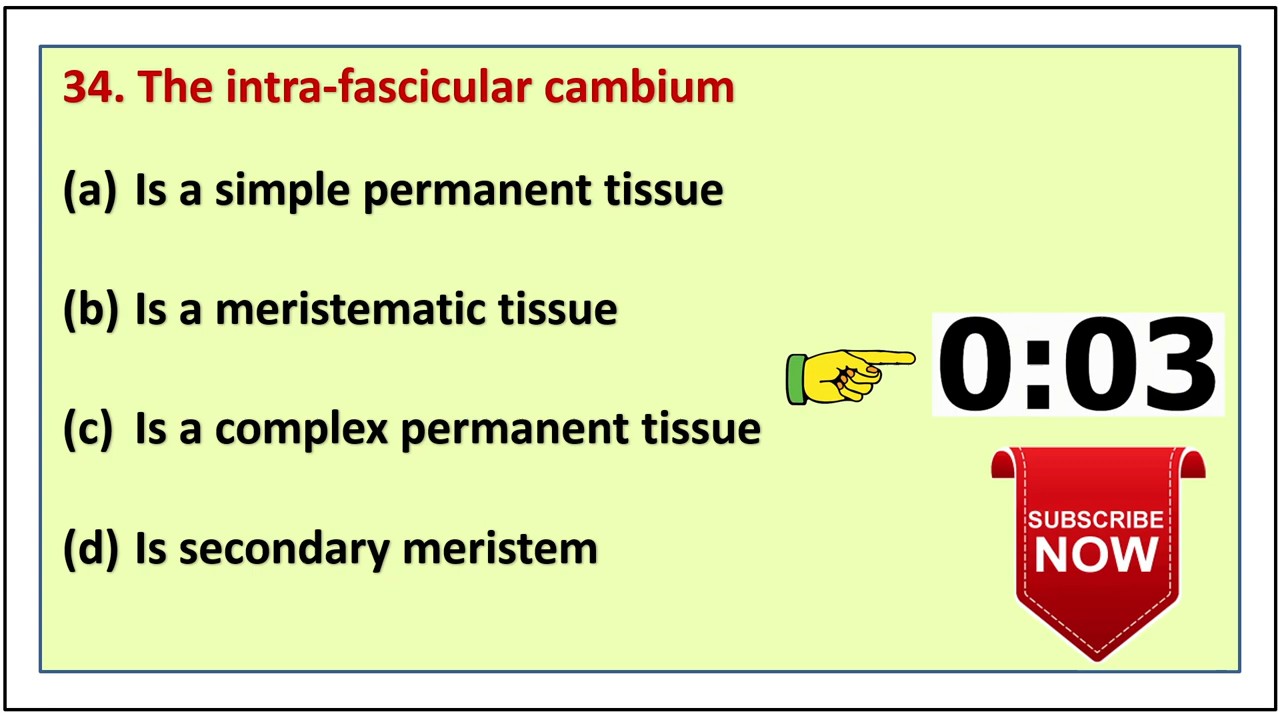 34. The intra-fascicular cambium
(a) Is a simple permanent tissue
(b) Is a meristematic tissue
(c) Is a complex permanent tissue
(d) Is secondary meristem
0:03
SUBSCRIBE
NOW